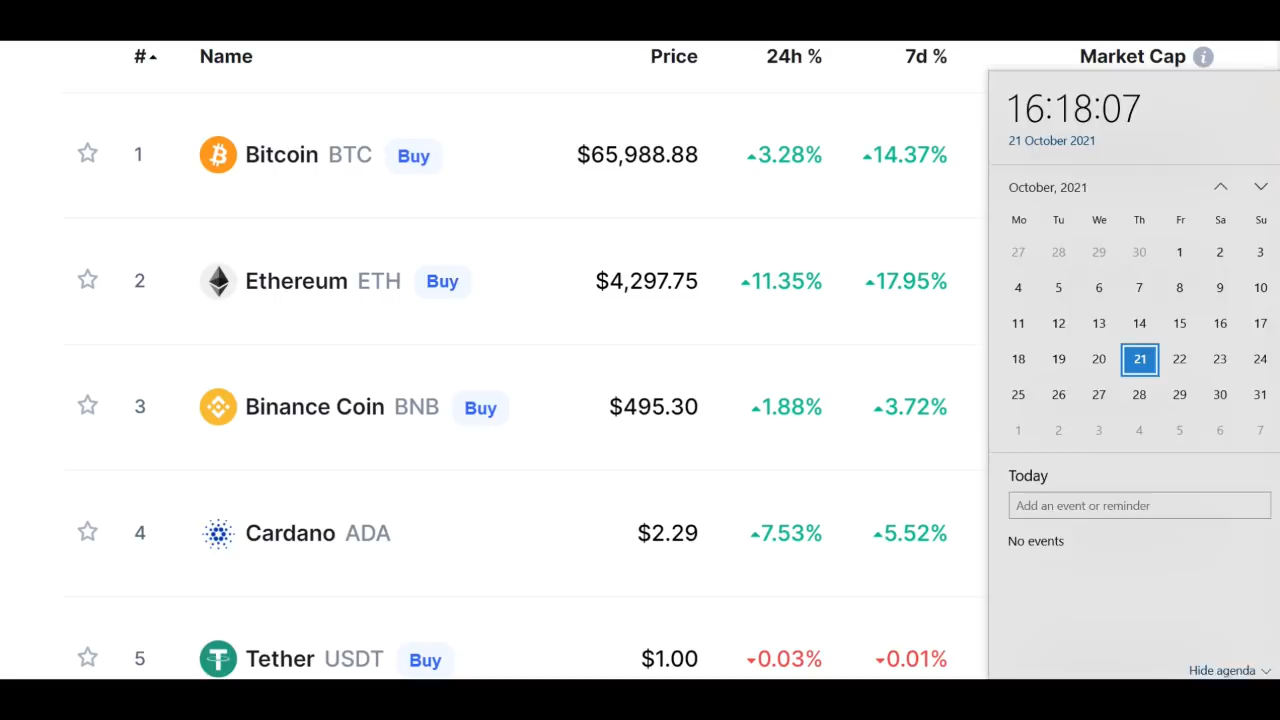 # Name Price 24h % 7d % Market Cap i
1 Bitcoin BTC Buy $65,988.88 3.28% 14.37%
2 Ethereum ETH Buy $4,297.75 11.35% 17.95%
3 Binance Coin BNB Buy $495.30 1.88% 3.72%
4 Cardano ADA $2.29 7.53% 5.52%
5 Tether USDT Buy $1.00 0.03% 0.01%
16:18:07
21 October 2021
October, 2021
Mo Tu We Th Fr Sa Su
27 28 29 30 1 2 3
4 5 6 7 8 9 10
11 12 13 14 15 16 17
18 19 20 21 22 23 24
25 26 27 28 29 30 31
1 2 3 4 5 6 7
Today
Add an event or reminder
No events
Hide agenda